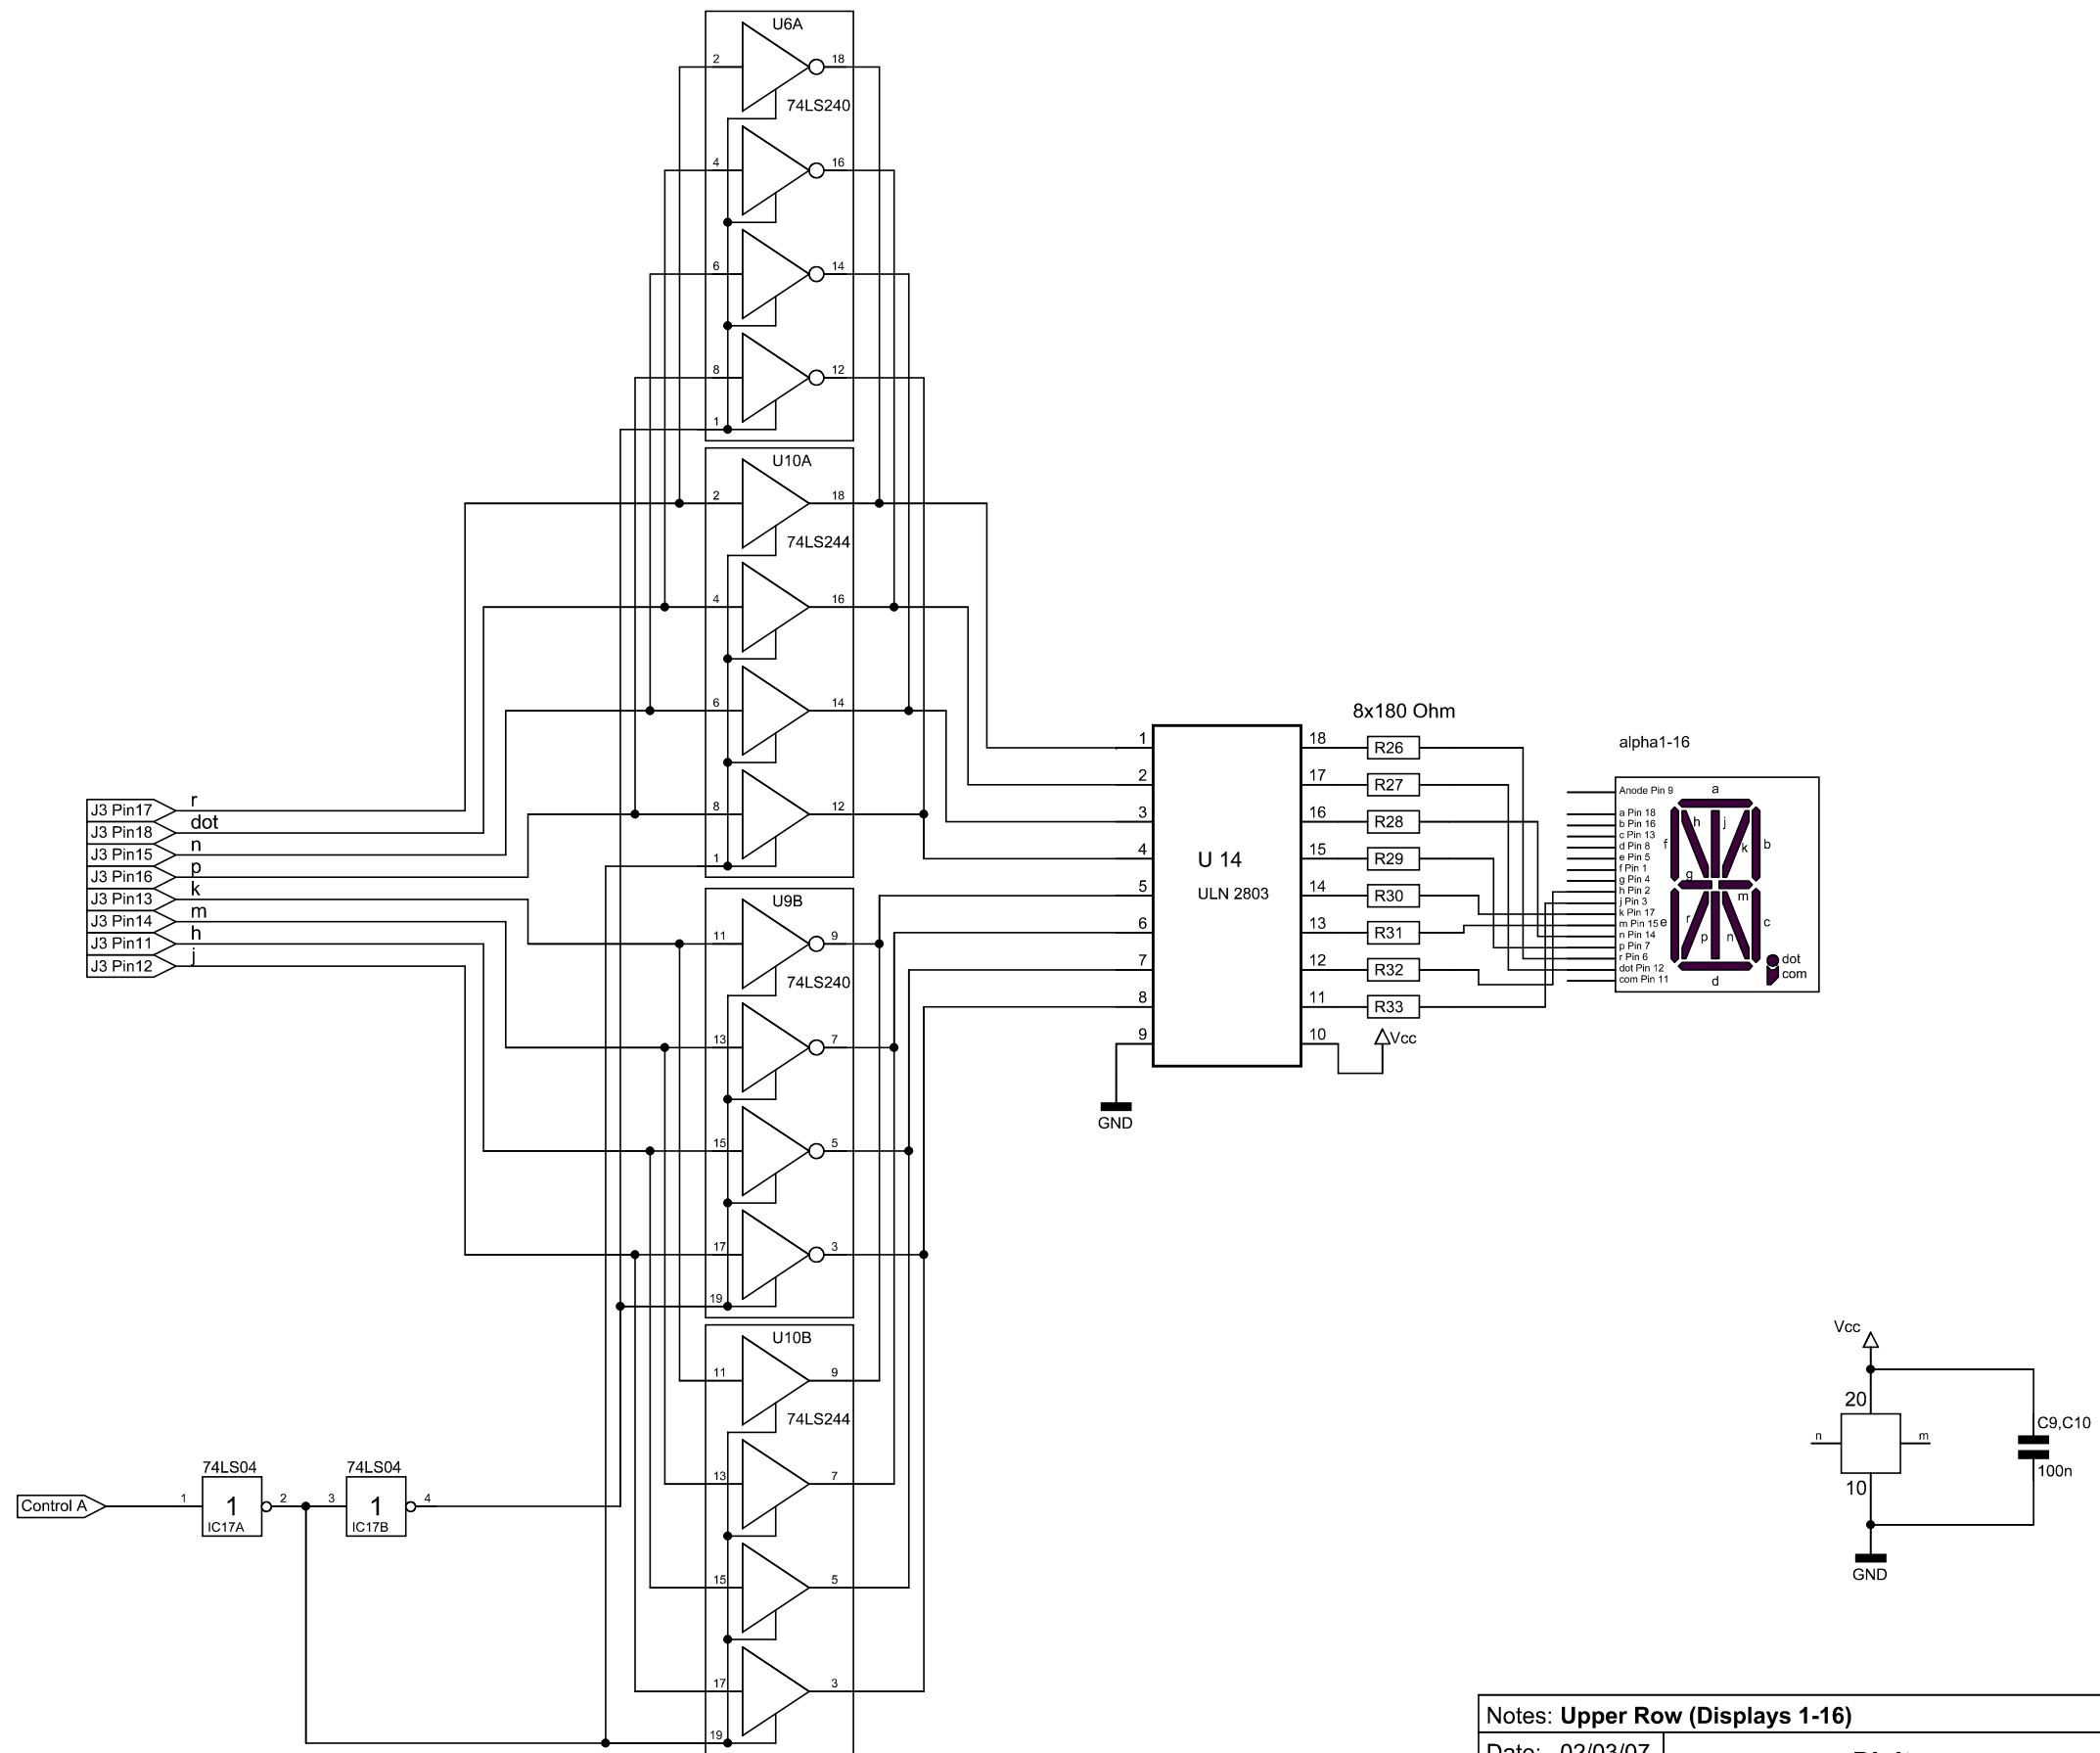 U6A
2
18
74LS240
4
16
6
14
8
12
1
U10A
2
18
74LS244
4
16
6
14
8
12
1
U9B
11
9
74LS240
13
7
15
5
17
3
19
U10B
11
9
74LS244
13
7
15
5
17
3
19
J3 Pin17 r
J3 Pin18 dot
J3 Pin15 n
J3 Pin16 p
J3 Pin13 k
J3 Pin14 m
J3 Pin11 h
J3 Pin12 j
Control A
1
74LS04
1
IC17A
2
3
74LS04
1
IC17B
4
1
2
3
4
5
6
7
8
9
U 14
ULN 2803
18
17
16
15
14
13
12
11
10
GND
Vcc
8x180 Ohm
R26
R27
R28
R29
R30
R31
R32
R33
alpha1-16
Anode Pin 9
a Pin 18
b Pin 16
c Pin 13
d Pin 8
e Pin 5
f Pin 1
g Pin 4
h Pin 2
j Pin 3
k Pin 17
m Pin 15
n Pin 14
p Pin 7
r Pin 6
dot Pin 12
com Pin 11
a
h
j
f
k
b
g
m
e
r
c
p
n
d
dot
com
Vcc
20
n
m
10
C9,C10
100n
GND
Notes: Upper Row (Displays 1-16)
Date: 02/03/07